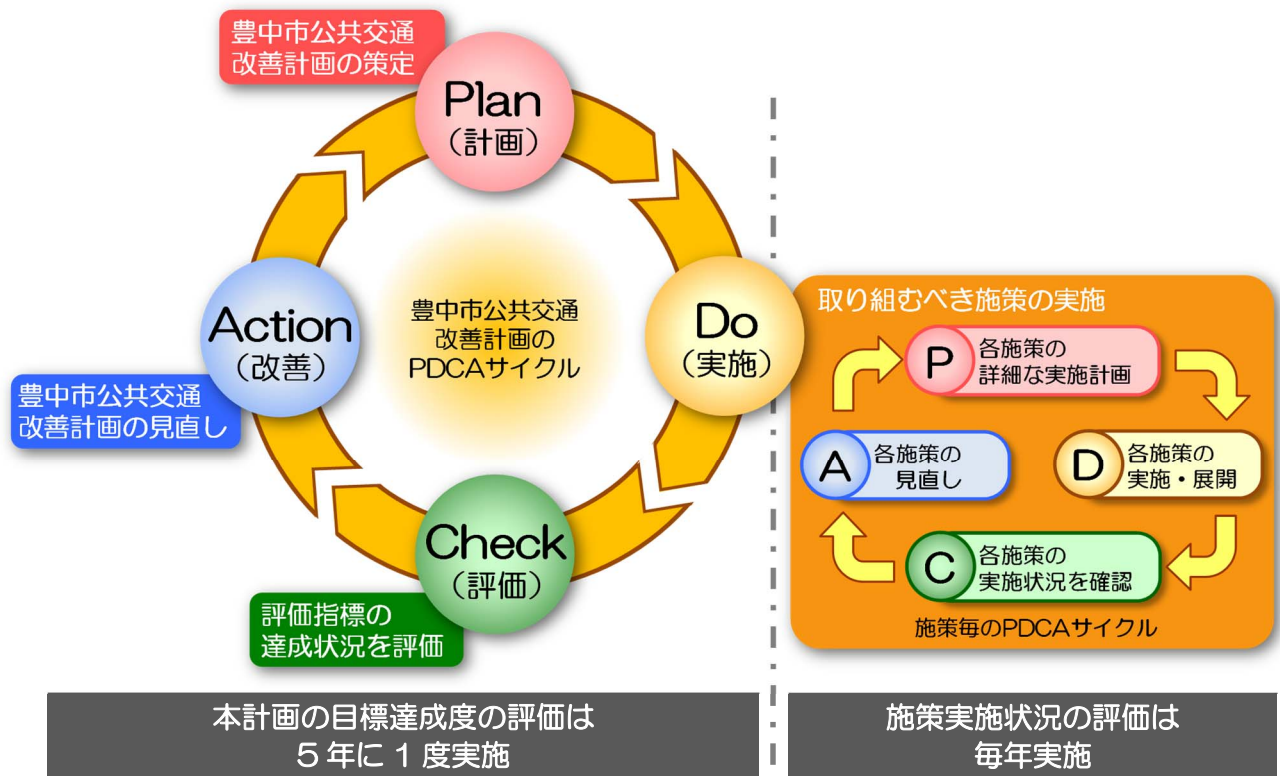 豊中市公共交通
改善計画の策定
Plan
（計画）
Action
（改善）
豊中市公共交通
改善計画の見直し
豊中市公共交通
改善計画の
PDCAサイクル
Do
（実施）
Check
（評価）
評価指標の
達成状況を評価
取り組むべき施策の実施
P
各施策の
詳細な実施計画
A
各施策の
見直し
D
各施策の
実施・展開
C
各施策の
実施状況を確認
施策毎のPDCAサイクル
本計画の目標達成度の評価は
５年に１度実施
施策実施状況の評価は
毎年実施